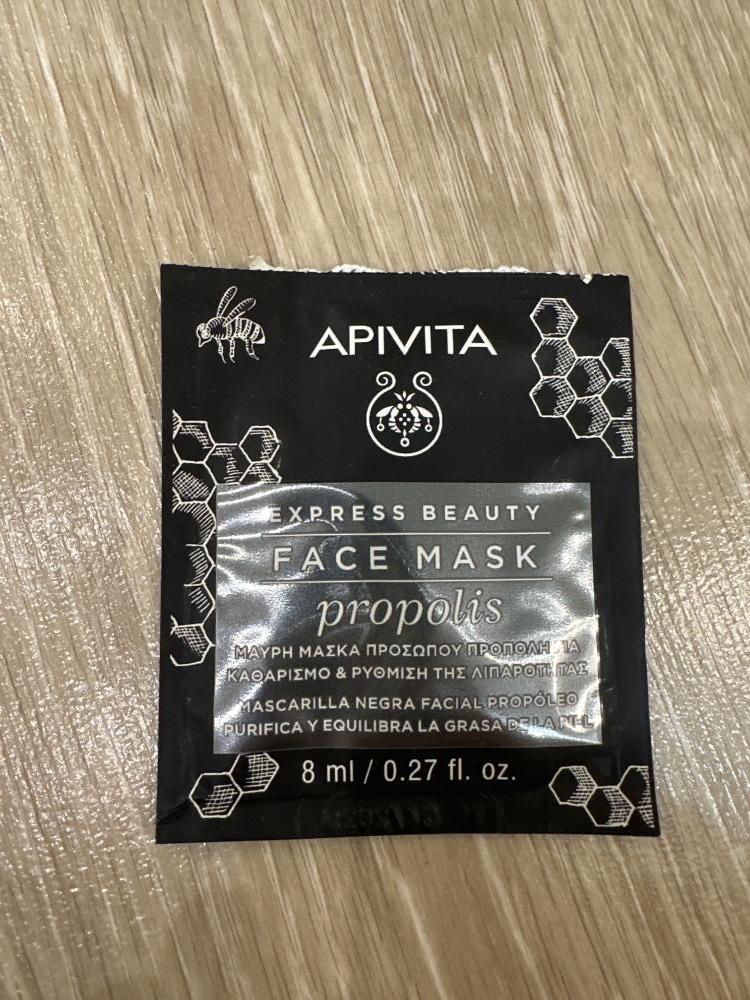 APIVITA
EXPRESS BEAUTY
FACE MASK
propolis
ΜΑΥΡΗ ΜΑΣΚΑ ΠΡΟΣΩΠΟΥ ΠΡΟΠΟΛΗ ΓΙΑ
ΚΑΘΑΡΙΣΜΟ & ΡΥΘΜΙΣΗ ΤΗΣ ΛΙΠΑΡΟΤΗΤΑΣ
MASCARILLA NEGRA FACIAL PROPÓLEO
PURIFICA Y EQUILIBRA LA GRASA DE LA PIEL
8 ml / 0.27 fl. oz.